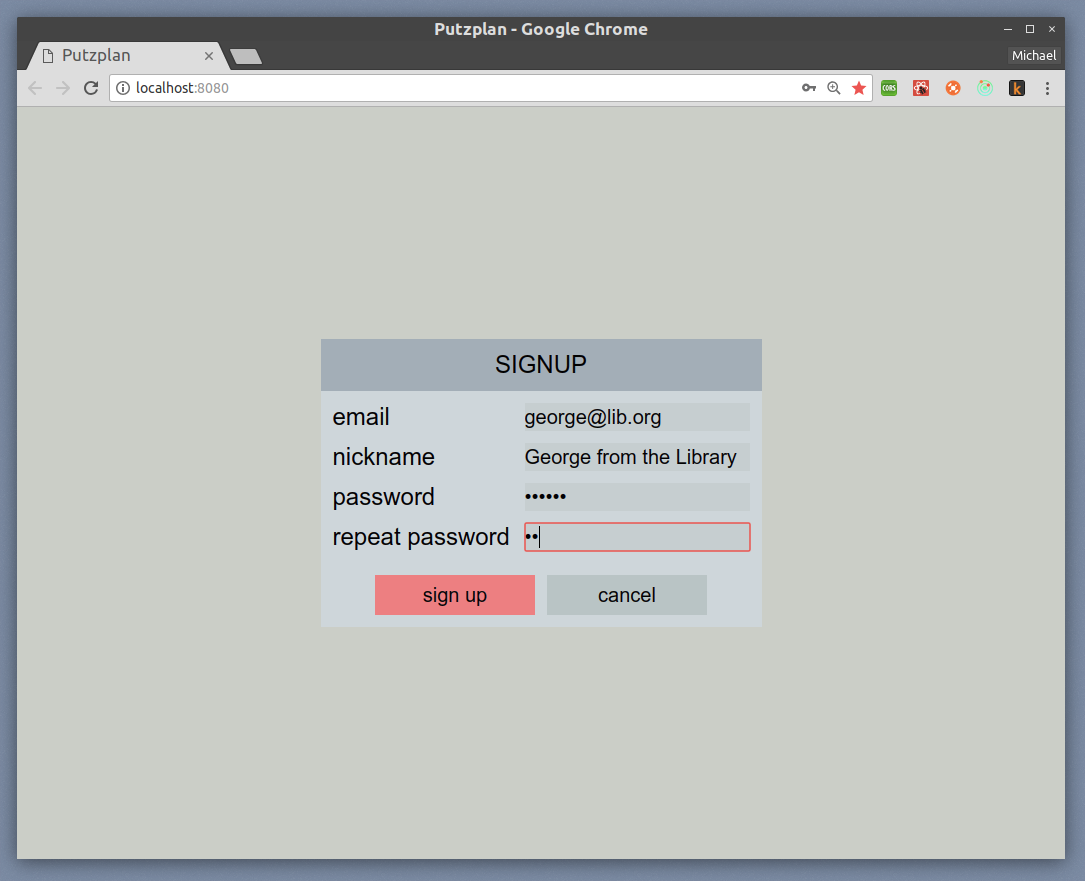 Putzplan - Google Chrome
Putzplan
Michael
localhost:8080
CORS
k
SIGNUP
email george@lib.org
nickname George from the Library
password ••••••
repeat password ••
sign up cancel